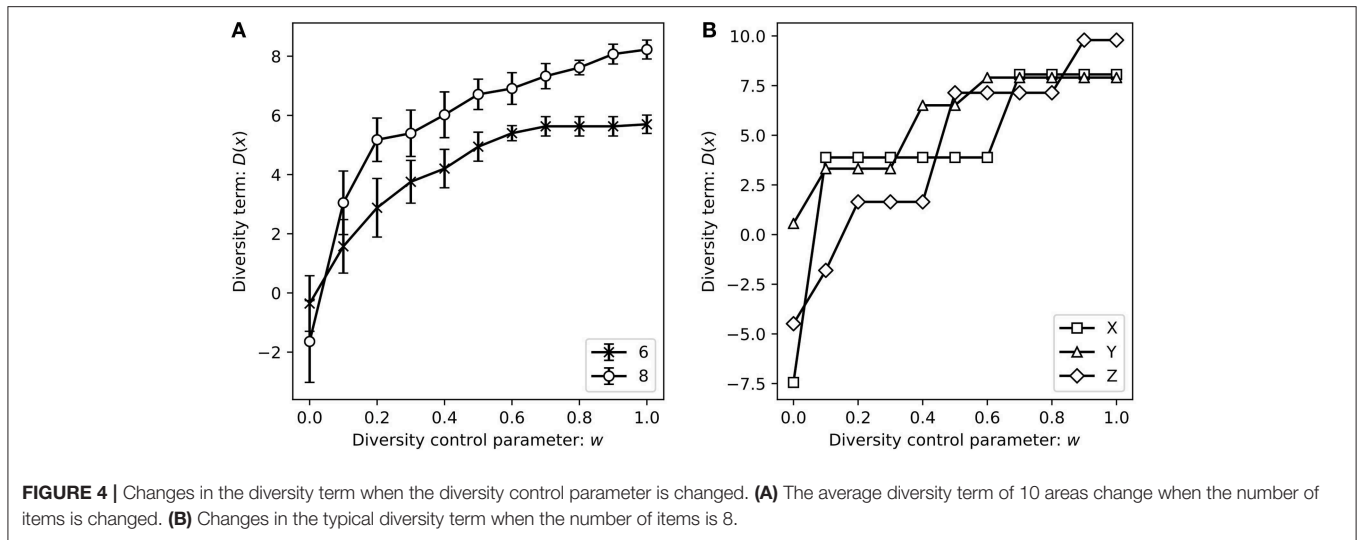 A
8
6
4
2
0
−2
Diversity term: D(x)
0.0 0.2 0.4 0.6 0.8 1.0
Diversity control parameter: w
6
8
B
10.0
7.5
5.0
2.5
0.0
−2.5
−5.0
−7.5
Diversity term: D(x)
0.0 0.2 0.4 0.6 0.8 1.0
Diversity control parameter: w
X
Y
Z
FIGURE 4 | Changes in the diversity term when the diversity control parameter is changed. (A) The average diversity term of 10 areas change when the number of
items is changed. (B) Changes in the typical diversity term when the number of items is 8.